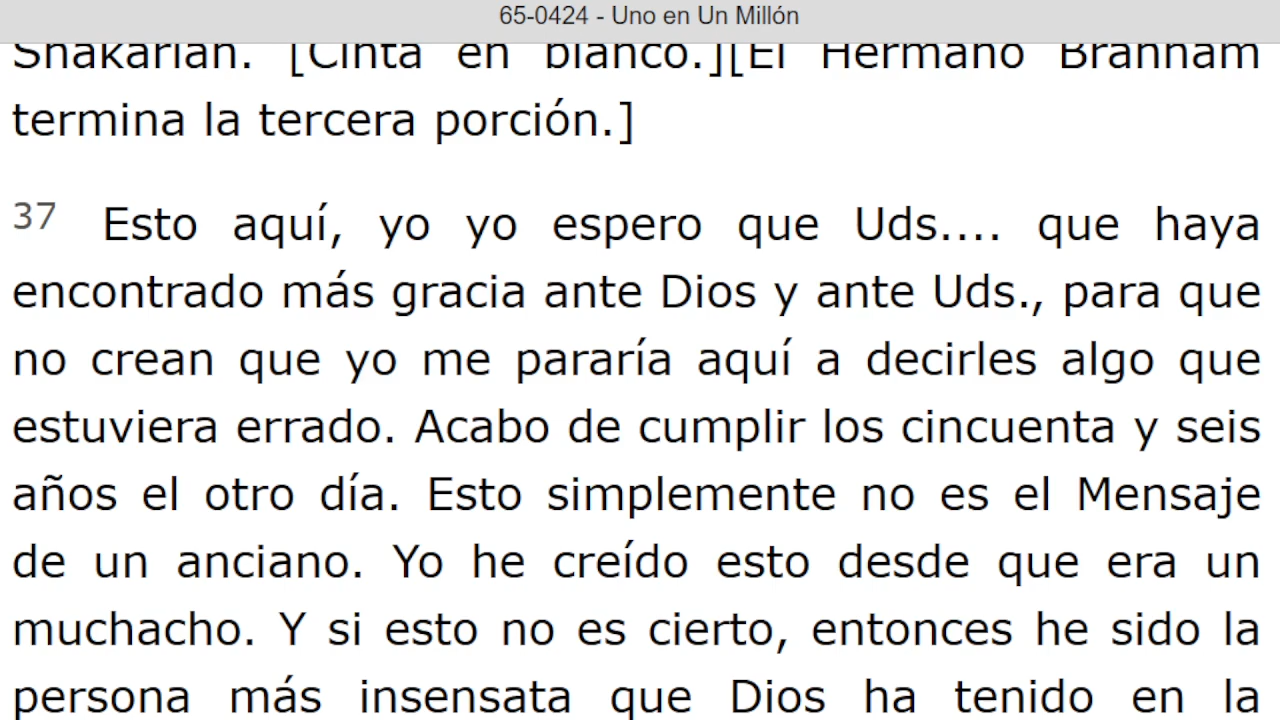 65-0424 - Uno en Un Millón
Shakarian. [Cinta en blanco.][El Hermano Branham
termina la tercera porción.]
37 Esto aquí, yo yo espero que Uds.... que haya
encontrado más gracia ante Dios y ante Uds., para que
no crean que yo me pararía aquí a decirles algo que
estuviera errado. Acabo de cumplir los cincuenta y seis
años el otro día. Esto simplemente no es el Mensaje
de un anciano. Yo he creído esto desde que era un
muchacho. Y si esto no es cierto, entonces he sido la
persona más insensata que Dios ha tenido en la